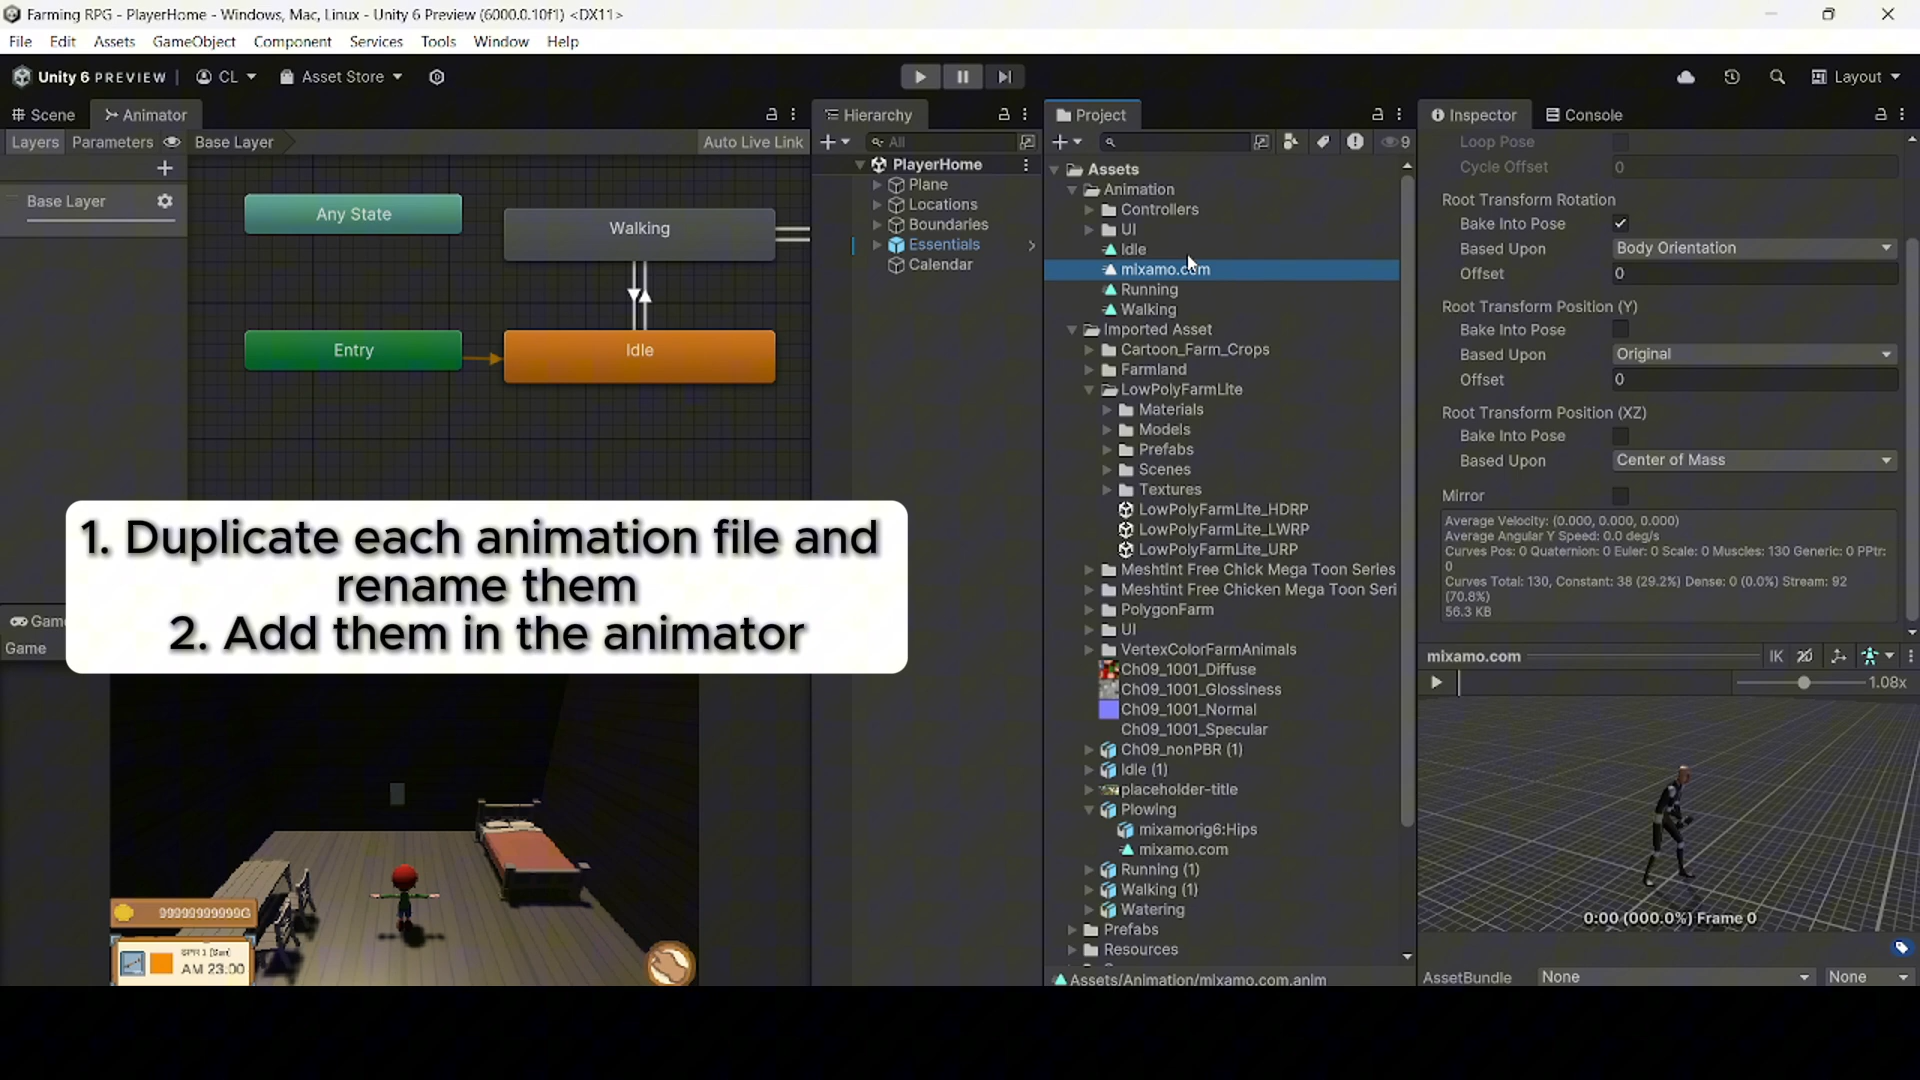 Farming RPG - PlayerHome - Windows, Mac, Linux - Unity 6 Preview (6000.0.10f1) <DX11>
File Edit Assets GameObject Component Services Tools Window Help
Unity 6 PREVIEW CL Asset Store Layout
Scene Animator
Layers Parameters Base Layer Auto Live Link
Base Layer
Any State
Walking
Entry
Idle
1. Duplicate each animation file and
rename them
2. Add them in the animator
Gam
Game
99999999999G
AM 23:00
Hierarchy
All
PlayerHome
Plane
Locations
Boundaries
Essentials
Calendar
Project
9
Assets
Animation
Controllers
UI
Idle
mixamo.com
Running
Walking
Imported Asset
Cartoon_Farm_Crops
Farmland
LowPolyFarmLite
Materials
Models
Prefabs
Scenes
Textures
LowPolyFarmLite_HDRP
LowPolyFarmLite_LWRP
LowPolyFarmLite_URP
Meshtint Free Chick Mega Toon Series
Meshtint Free Chicken Mega Toon Seri
PolygonFarm
UI
VertexColorFarmAnimals
Ch09_1001_Diffuse
Ch09_1001_Glossiness
Ch09_1001_Normal
Ch09_1001_Specular
Ch09_nonPBR (1)
Idle (1)
placeholder-title
Plowing
mixamorig6:Hips
mixamo.com
Running (1)
Walking (1)
Watering
Prefabs
Resources
Assets/Animation/mixamo.com.anim
Inspector Console
Loop Pose
Cycle Offset 0
Root Transform Rotation
Bake Into Pose
Based Upon Body Orientation
Offset 0
Root Transform Position (Y)
Bake Into Pose
Based Upon Original
Offset 0
Root Transform Position (XZ)
Bake Into Pose
Based Upon Center of Mass
Mirror
Average Velocity: (0.000, 0.000, 0.000)
Average Angular Y Speed: 0.0 deg/s
Curves Pos: 0 Quaternion: 0 Euler: 0 Scale: 0 Muscles: 130 Generic: 0 PPtr:
0
Curves Total: 130, Constant: 38 (29.2%) Dense: 0 (0.0%) Stream: 92
(70.8%)
56.3 KB
mixamo.com IK 2D
1.08x
0:00 (000.0%) Frame 0
AssetBundle None None